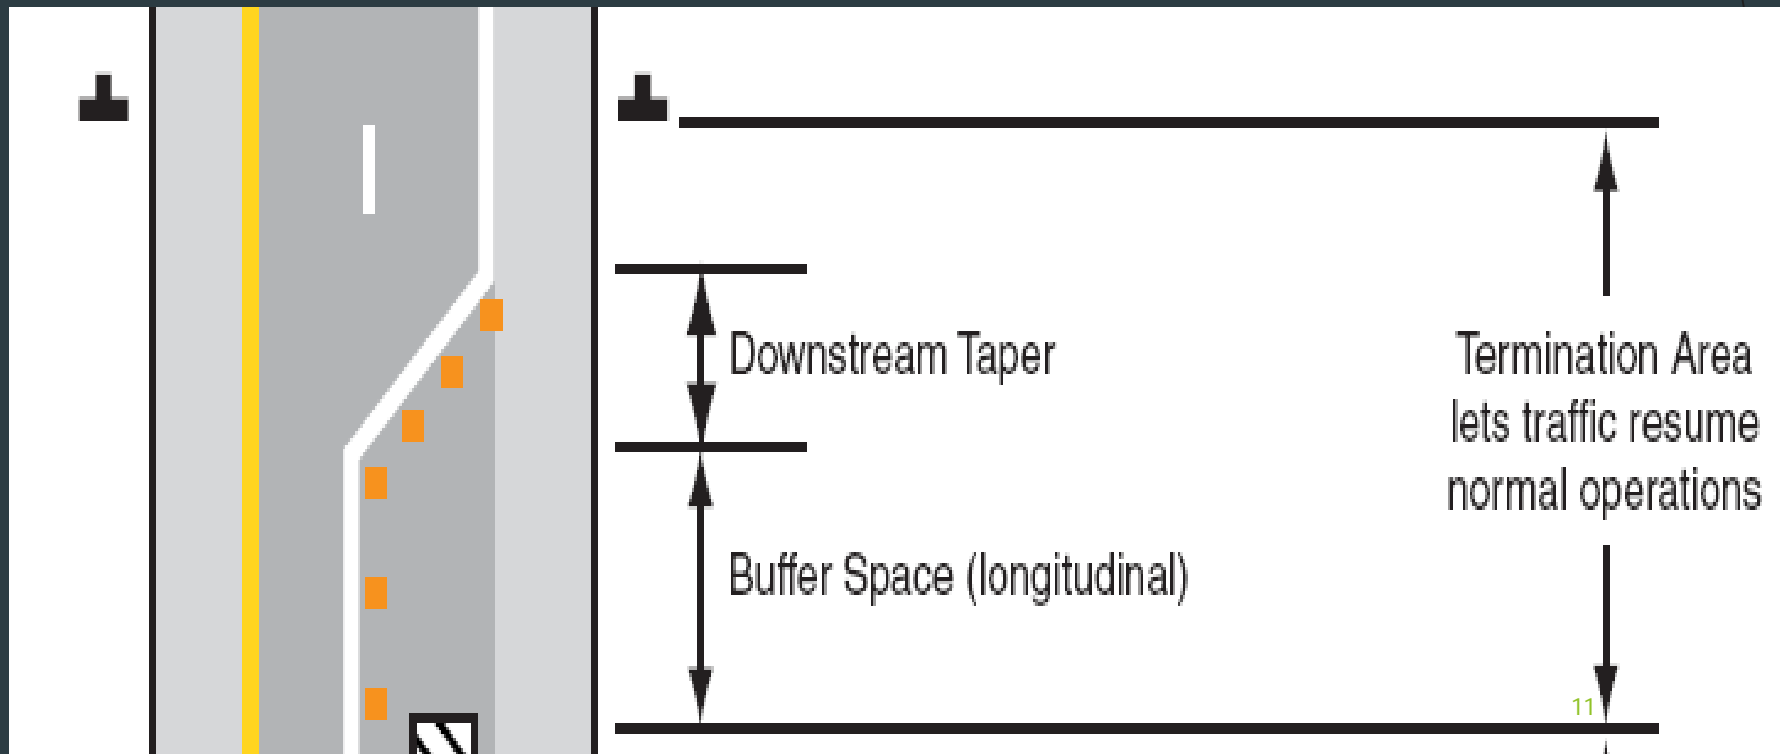 Downstream Taper
Termination Area
lets traffic resume
normal operations
Buffer Space (longitudinal)
11